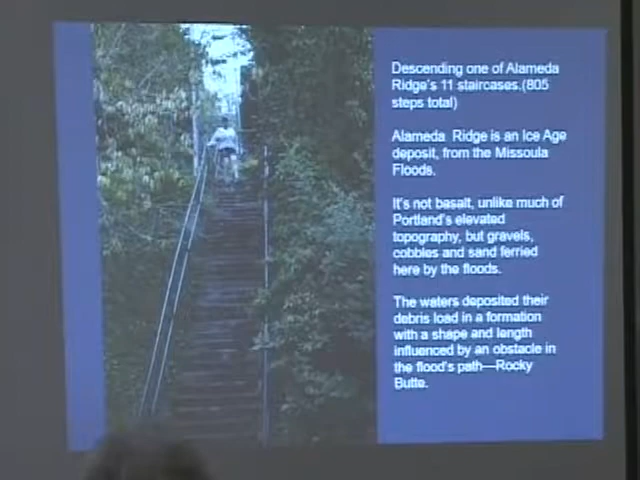 Descending one of Alameda
Ridge's 11 staircases.(805
steps total)
Alameda Ridge is an Ice Age
deposit, from the Missoula
Floods.
It's not basalt, unlike much of
Portland's elevated
topography, but gravels,
cobbles and sand ferried
here by the floods.
The waters deposited their
debris load in a formation
with a shape and length
influenced by an obstacle in
the flood's path—Rocky
Butte.